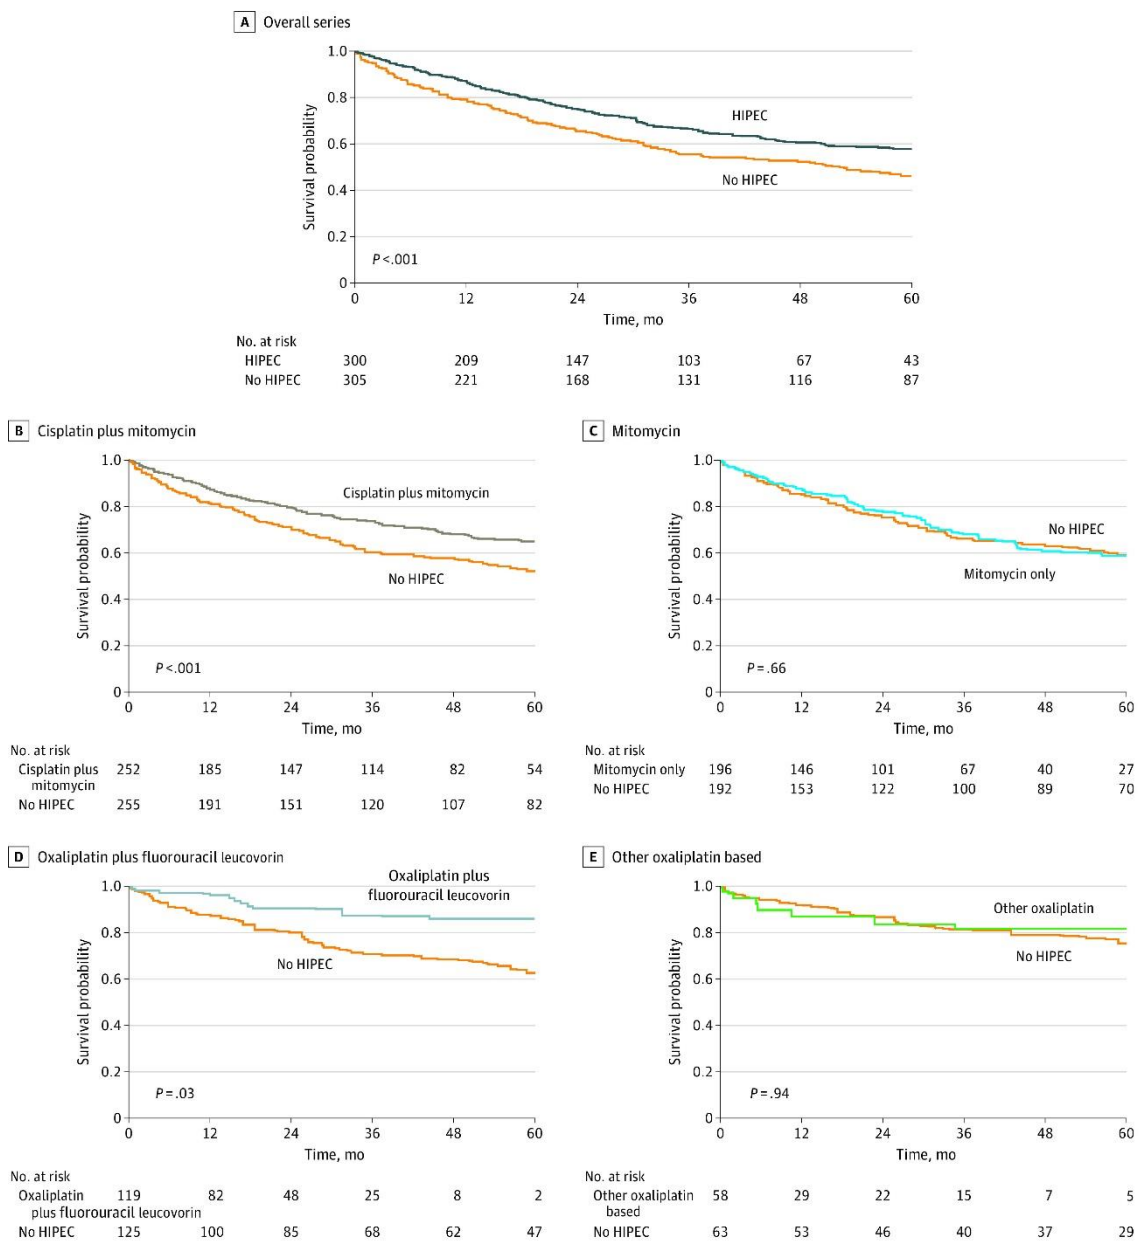 A Overall series
1.0
0.8
0.6
0.4
0.2
0
Survival probability
HIPEC
No HIPEC
P<.001
0 12 24 36 48 60
Time, mo
No. at risk
HIPEC 300 209 147 103 67 43
No HIPEC 305 221 168 131 116 87
B Cisplatin plus mitomycin
1.0
0.8
0.6
0.4
0.2
0
Survival probability
Cisplatin plus mitomycin
No HIPEC
P<.001
0 12 24 36 48 60
Time, mo
No. at risk
Cisplatin plus 252 185 147 114 82 54
mitomycin
No HIPEC 255 191 151 120 107 82
C Mitomycin
1.0
0.8
0.6
0.4
0.2
0
Survival probability
No HIPEC
Mitomycin only
P=.66
0 12 24 36 48 60
Time, mo
No. at risk
Mitomycin only 196 146 101 67 40 27
No HIPEC 192 153 122 100 89 70
D Oxaliplatin plus fluorouracil leucovorin
1.0
0.8
0.6
0.4
0.2
0
Survival probability
Oxaliplatin plus
fluorouracil leucovorin
No HIPEC
P=.03
0 12 24 36 48 60
Time, mo
No. at risk
Oxaliplatin 119 82 48 25 8 2
plus fluorouracil leucovorin
No HIPEC 125 100 85 68 62 47
E Other oxaliplatin based
1.0
0.8
0.6
0.4
0.2
0
Survival probability
Other oxaliplatin
No HIPEC
P=.94
0 12 24 36 48 60
Time, mo
No. at risk
Other oxaliplatin 58 29 22 15 7 5
based
No HIPEC 63 53 46 40 37 29